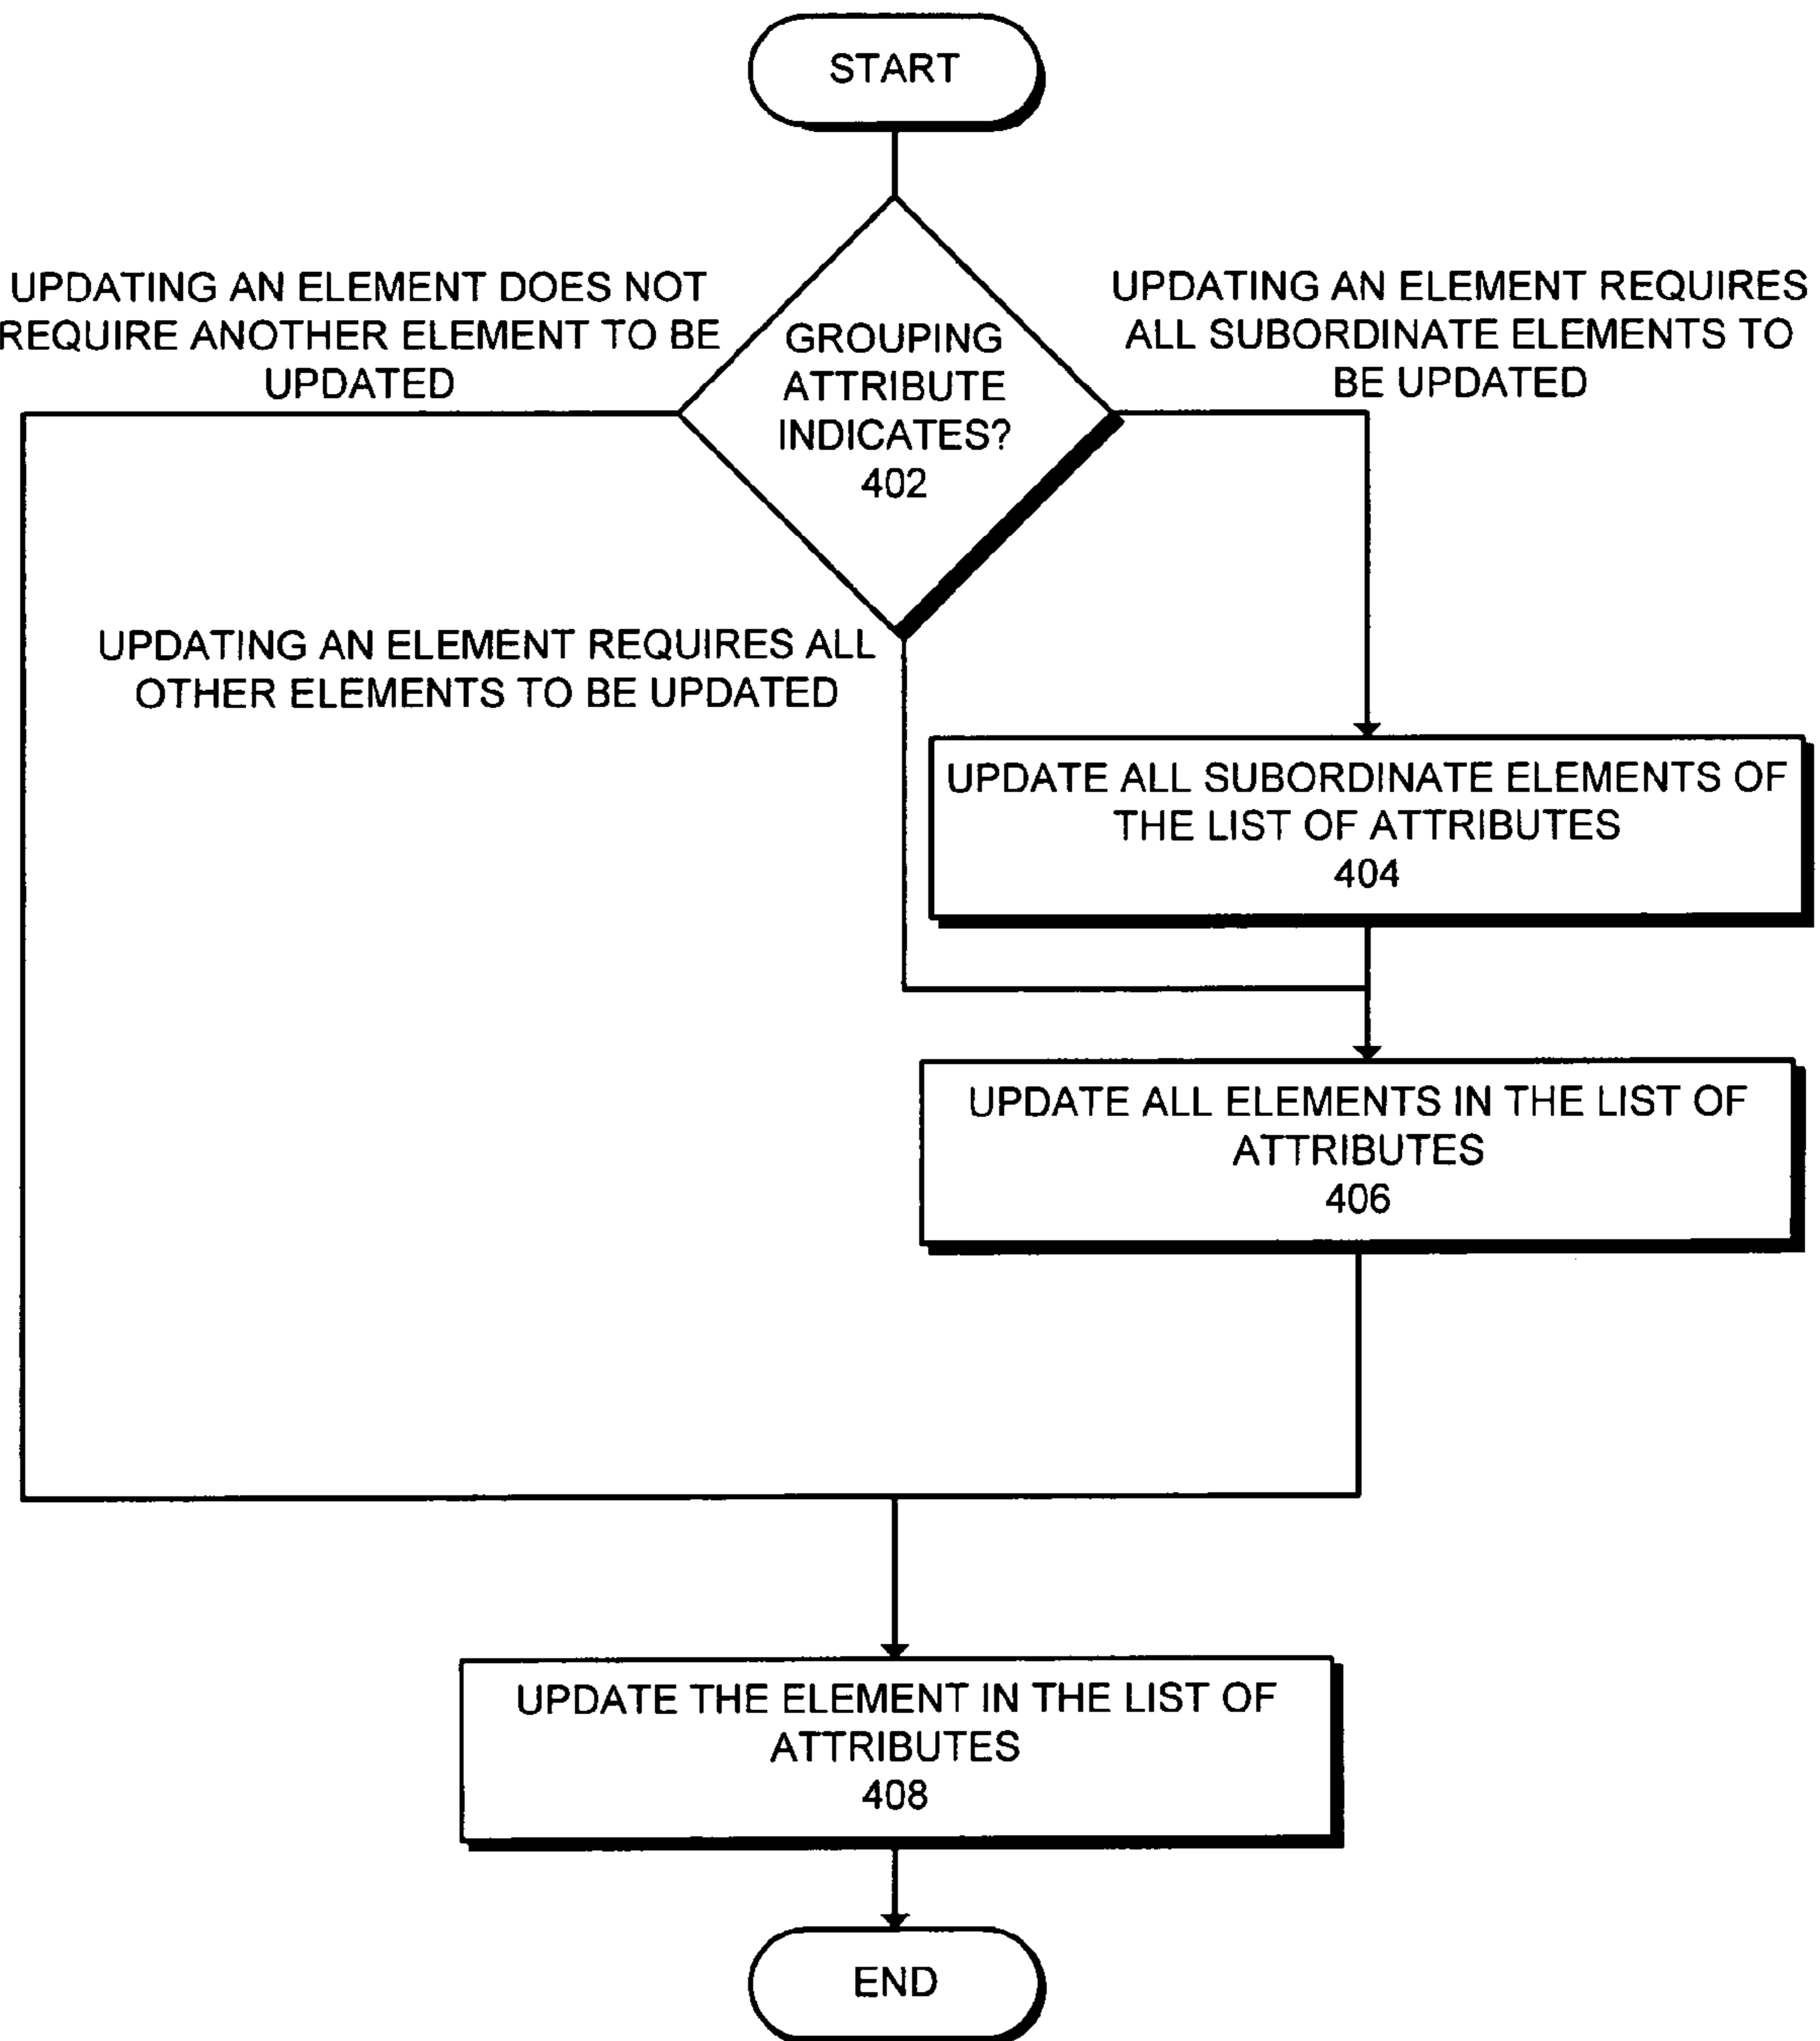 START
UPDATING AN ELEMENT DOES NOT
REQUIRE ANOTHER ELEMENT TO BE
UPDATED
GROUPING
ATTRIBUTE
INDICATES?
402
UPDATING AN ELEMENT REQUIRES
ALL SUBORDINATE ELEMENTS TO
BE UPDATED
UPDATING AN ELEMENT REQUIRES ALL
OTHER ELEMENTS TO BE UPDATED
UPDATE ALL SUBORDINATE ELEMENTS OF
THE LIST OF ATTRIBUTES
404
UPDATE ALL ELEMENTS IN THE LIST OF
ATTRIBUTES
406
UPDATE THE ELEMENT IN THE LIST OF
ATTRIBUTES
408
END